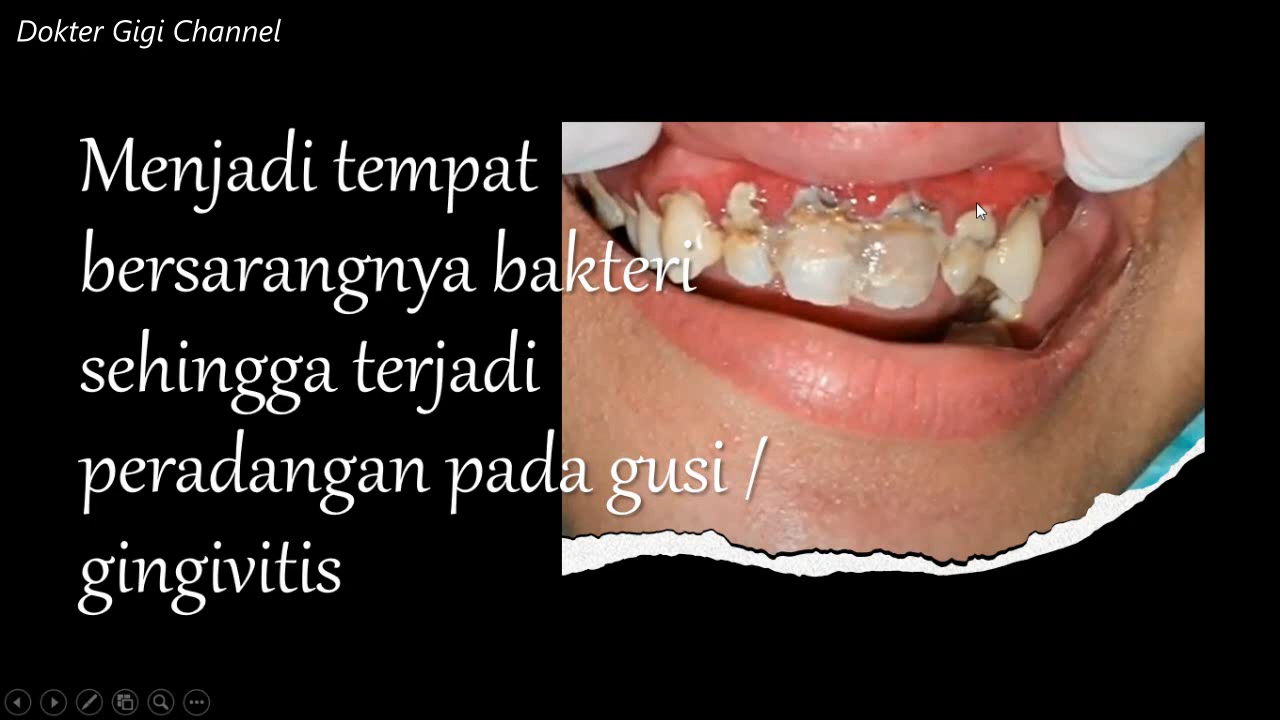 Dokter Gigi Channel
Menjadi tempat
bersarangnya bakteri
sehingga terjadi
peradangan pada gusi /
gingivitis